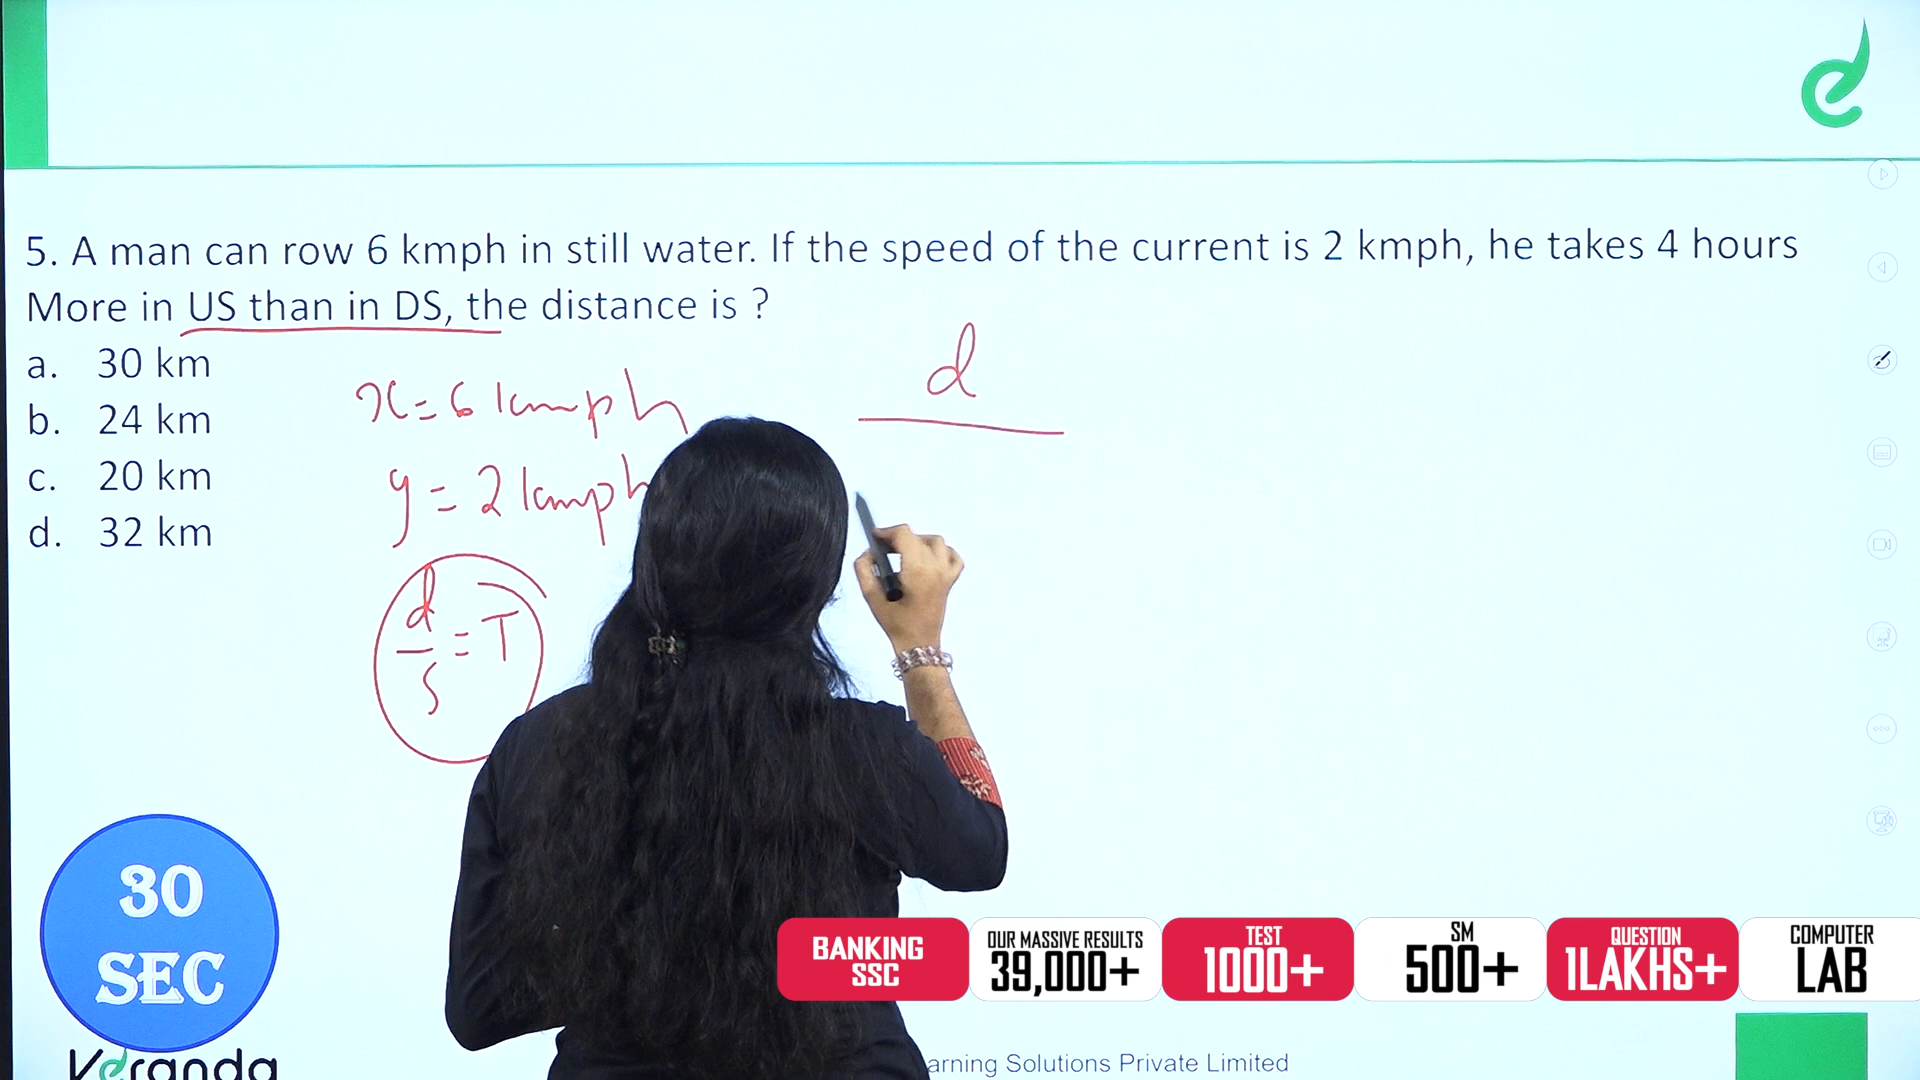 5. A man can row 6 kmph in still water. If the speed of the current is 2 kmph, he takes 4 hours
More in US than in DS, the distance is ?
a. 30 km
b. 24 km
c. 20 km
d. 32 km
x = 6 kmph
y = 2 kmph
d
d
— = T
s
30
SEC
BANKING
SSC
OUR MASSIVE RESULTS
39,000+
TEST
1000+
SM
500+
QUESTION
1LAKHS+
COMPUTER
LAB
Veranda
arning Solutions Private Limited